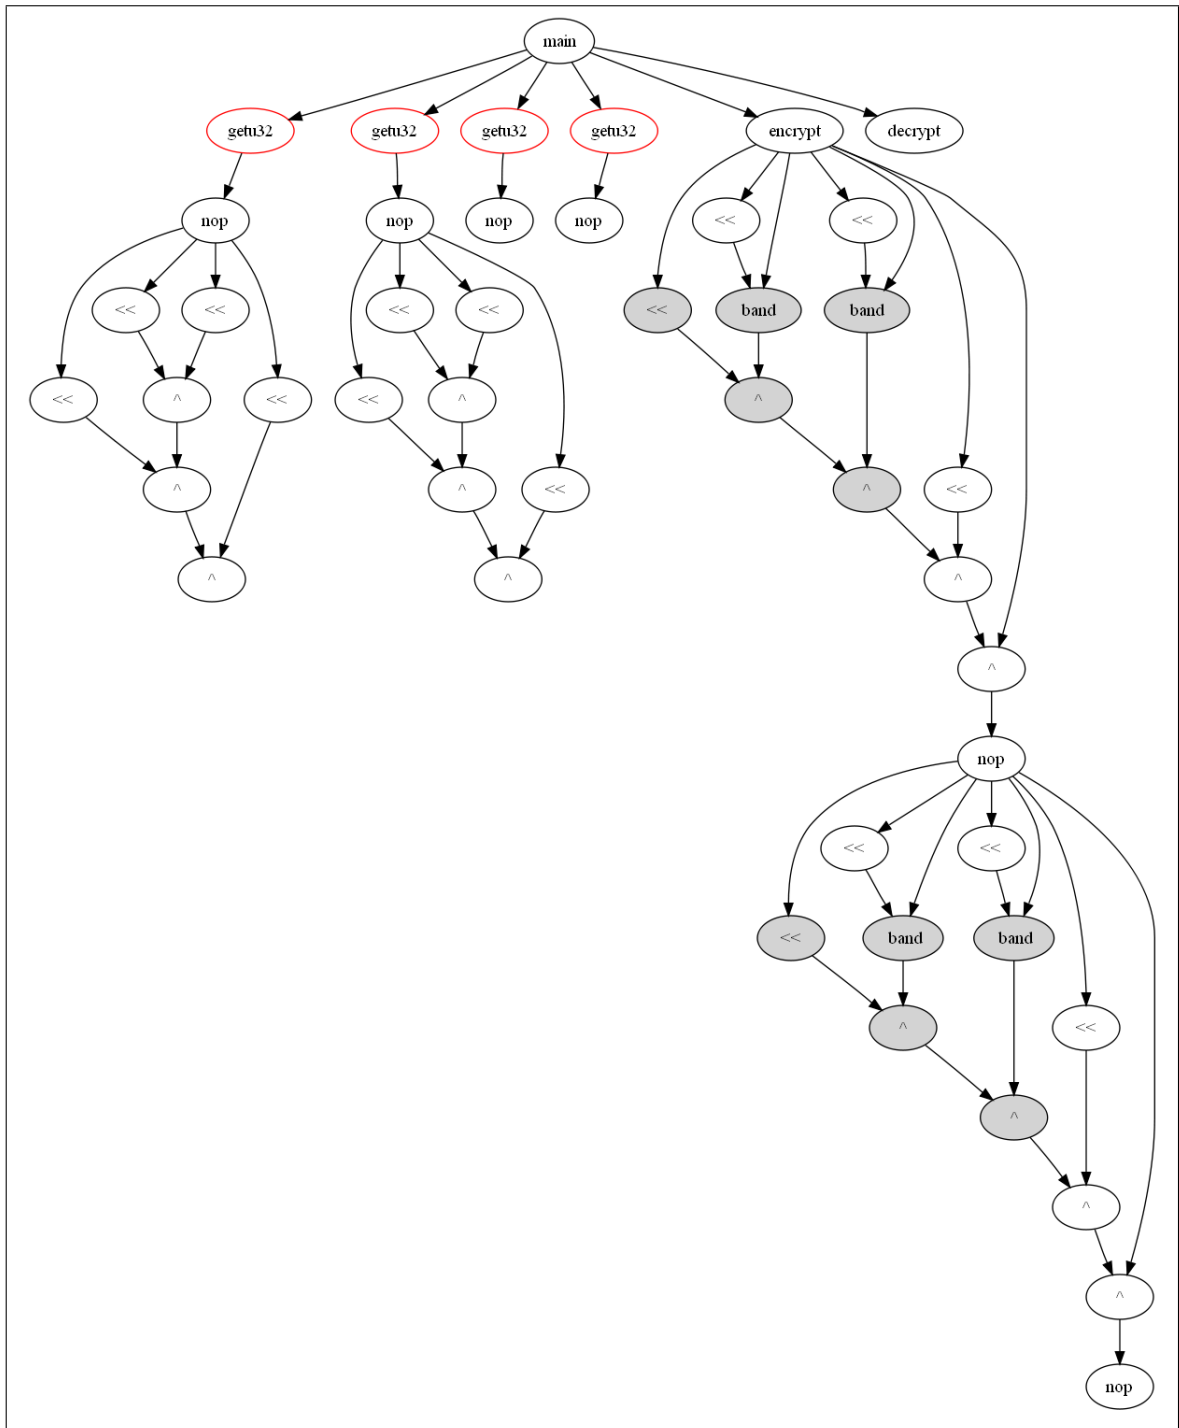 main
getu32 getu32 getu32 getu32 encrypt decrypt
nop nop nop nop << <<
<< << << << << band band
<< ^ << << ^ ^
^ ^ << ^ <<
^ ^ ^
^
nop
<< <<
<< band band
^ <<
^
^
^
nop